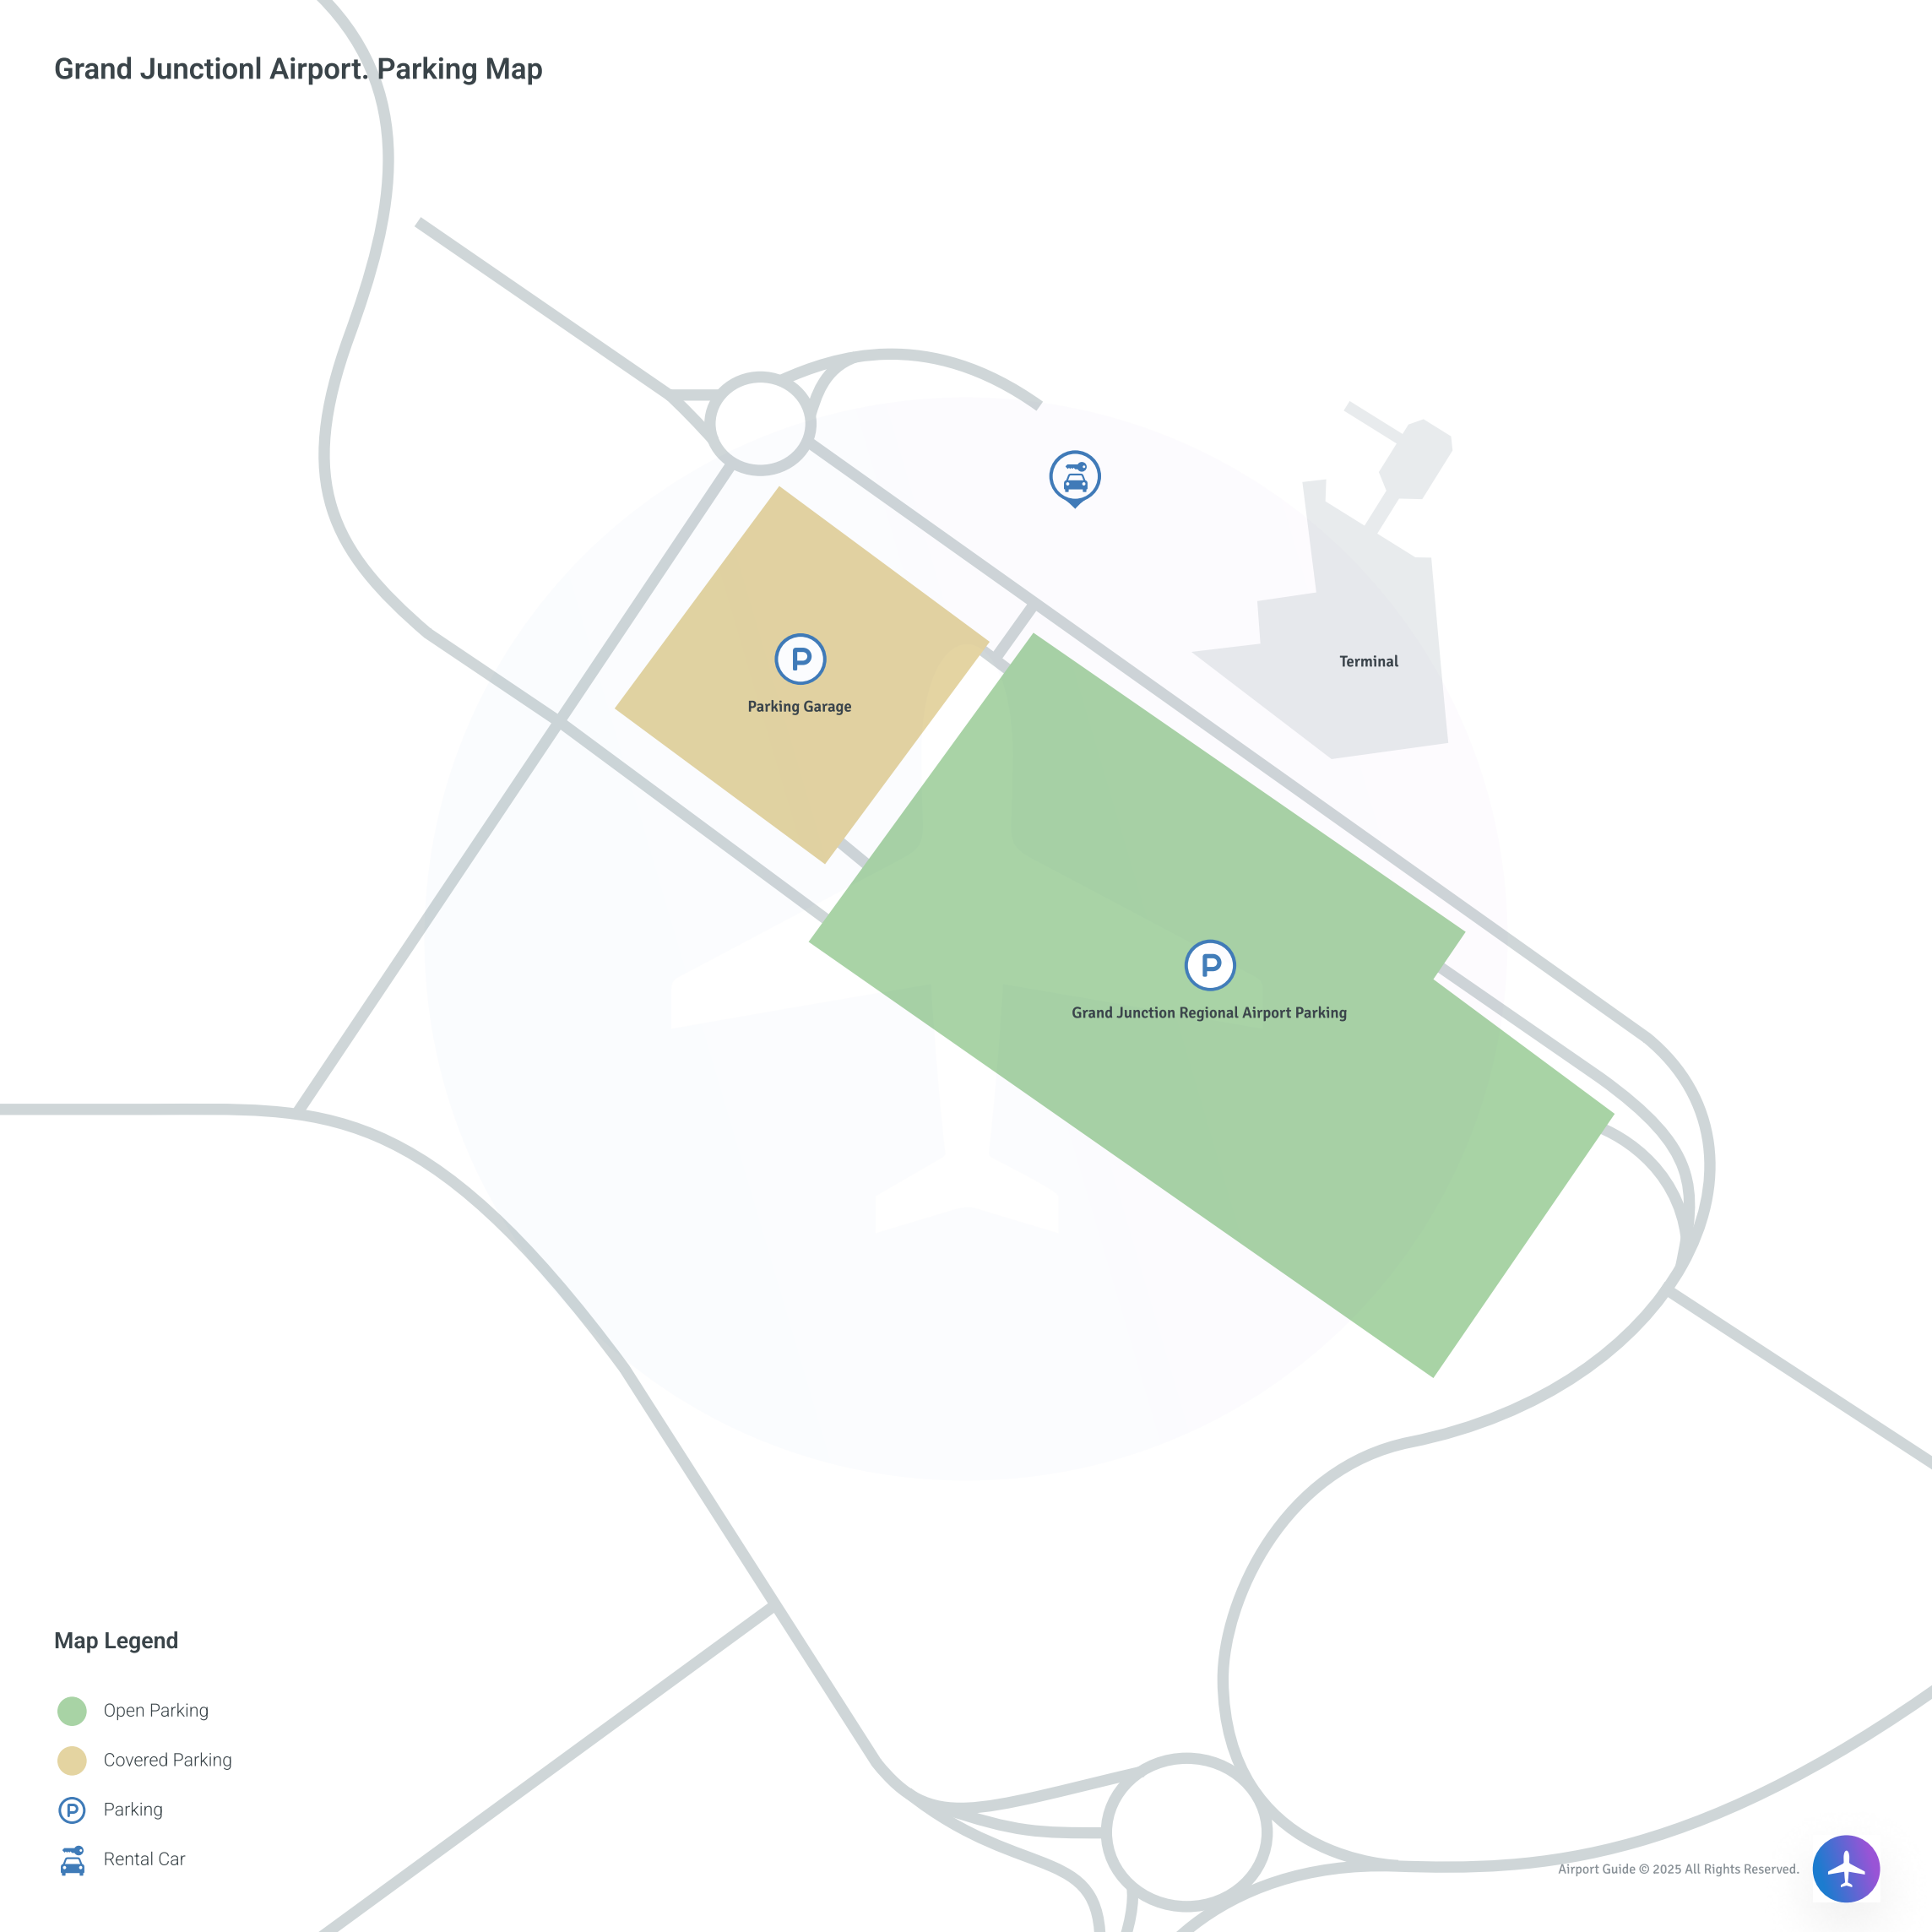 Grand Junctionl Airport. Parking Map
Terminal
P
Parking Garage
P
Grand Junction Regional Airport Parking
Map Legend
Open Parking
Covered Parking
P Parking
Rental Car
Airport Guide © 2025 All Rights Reserved.